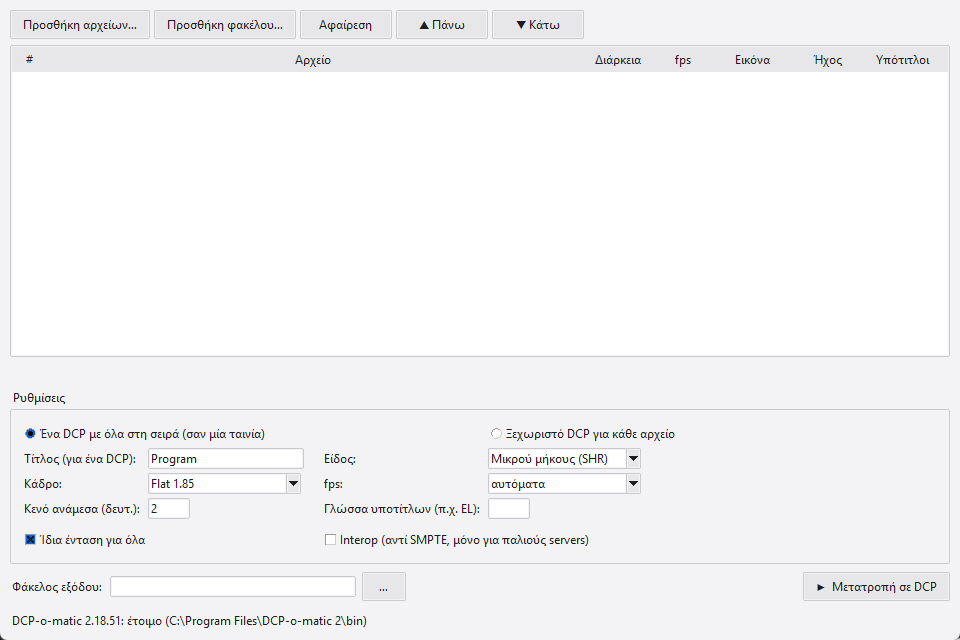 Προσθήκη αρχείων... Προσθήκη φακέλου... Αφαίρεση ▲ Πάνω ▼ Κάτω
# Αρχείο Διάρκεια fps Εικόνα Ήχος Υπότιτλοι
Ρυθμίσεις
Ένα DCP με όλα στη σειρά (σαν μία ταινία) Ξεχωριστό DCP για κάθε αρχείο
Τίτλος (για ένα DCP): Program Είδος: Μικρού μήκους (SHR)
Κάδρο: Flat 1.85 fps: αυτόματα
Κενό ανάμεσα (δευτ.): 2 Γλώσσα υποτίτλων (π.χ. EL):
Ίδια ένταση για όλα Interop (αντί SMPTE, μόνο για παλιούς servers)
Φάκελος εξόδου: ... ► Μετατροπή σε DCP
DCP-o-matic 2.18.51: έτοιμο (C:\Program Files\DCP-o-matic 2\bin)